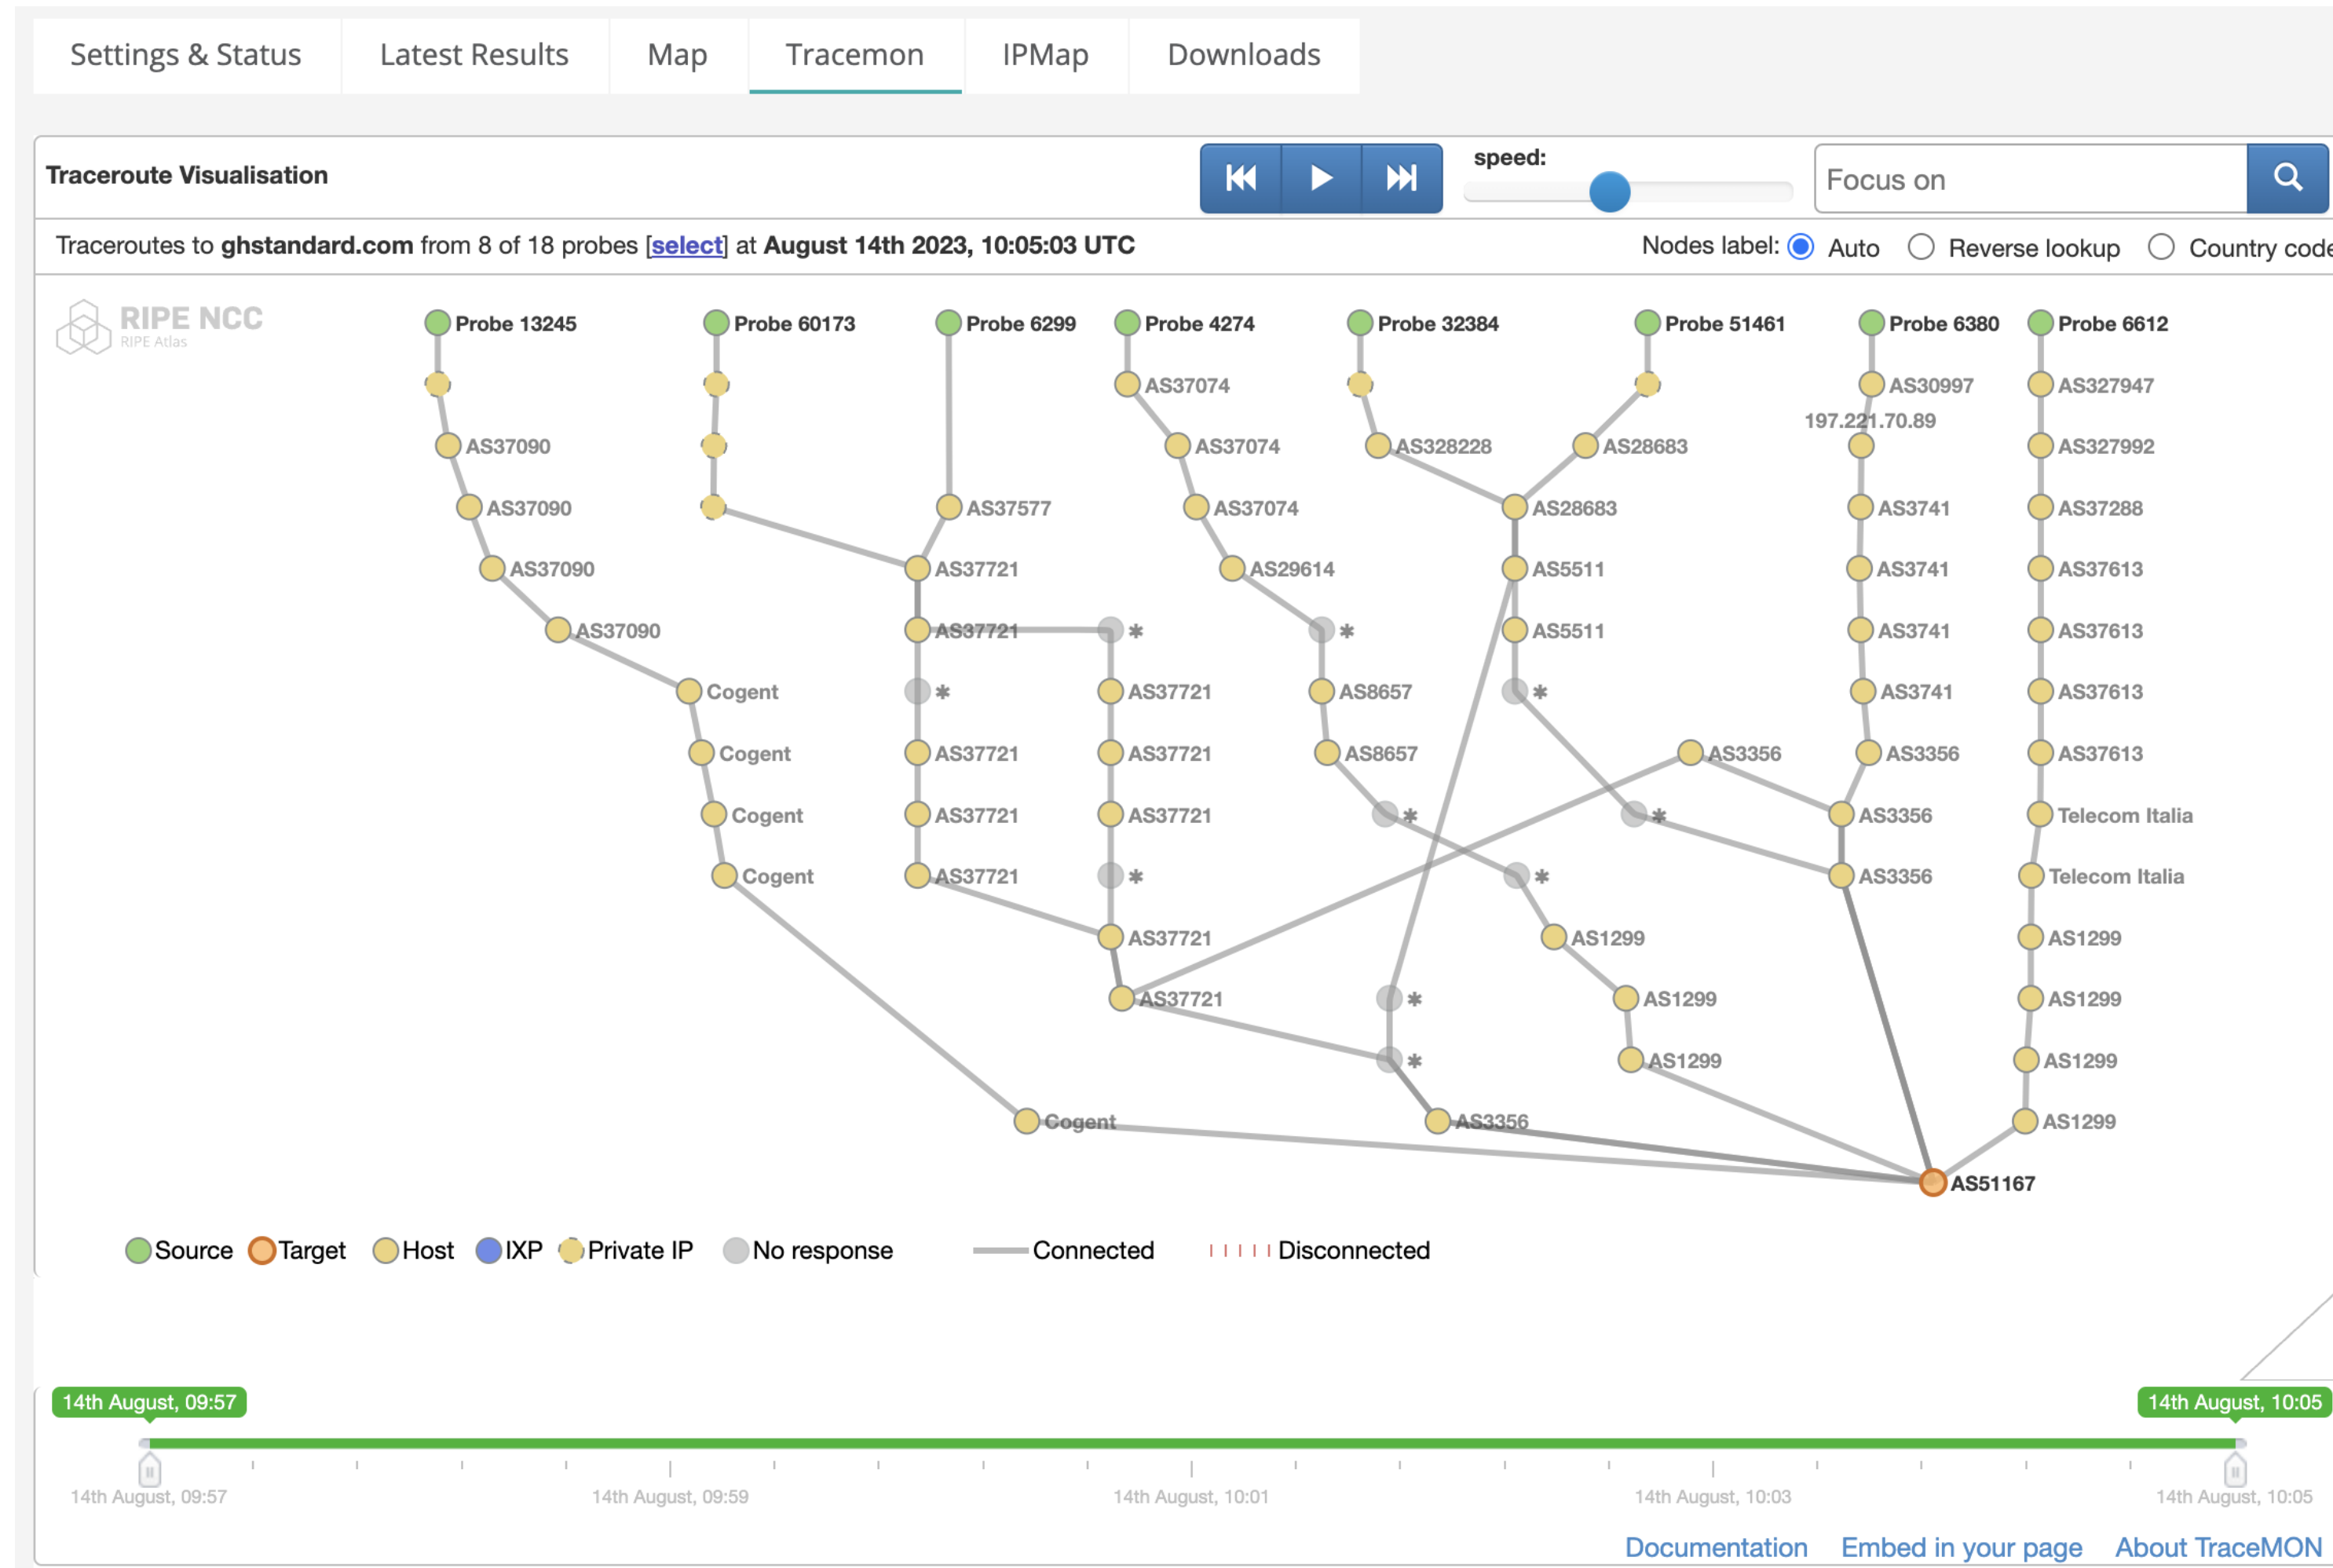 Settings & Status Latest Results Map Tracemon IPMap Downloads
Traceroute Visualisation speed: Focus on
Traceroutes to ghstandard.com from 8 of 18 probes [select] at August 14th 2023, 10:05:03 UTC Nodes label: Auto Reverse lookup Country code
RIPE NCC
RIPE Atlas
Probe 13245 Probe 60173 Probe 6299 Probe 4274 Probe 32384 Probe 51461 Probe 6380 Probe 6612
AS37074 AS30997 AS327947
197.221.70.89
AS37090 AS37074 AS328228 AS28683 AS327992
AS37090 AS37577 AS37074 AS28683 AS3741 AS37288
AS37090 AS37721 AS29614 AS5511 AS3741 AS37613
AS37090 AS37721 * * AS5511 AS3741 AS37613
Cogent * AS37721 AS8657 * AS3741 AS37613
Cogent AS37721 AS37721 AS8657 AS3356 AS3356 AS37613
Cogent AS37721 AS37721 * * AS3356 Telecom Italia
Cogent AS37721 * * AS3356 Telecom Italia
AS37721 AS1299 AS1299
AS37721 * AS1299 AS1299
* AS1299 AS1299
Cogent AS3356 AS1299
AS51167
Source Target Host IXP Private IP No response Connected Disconnected
14th August, 09:57 14th August, 10:05
14th August, 09:57 14th August, 09:59 14th August, 10:01 14th August, 10:03 14th August, 10:05
Documentation Embed in your page About TraceMON